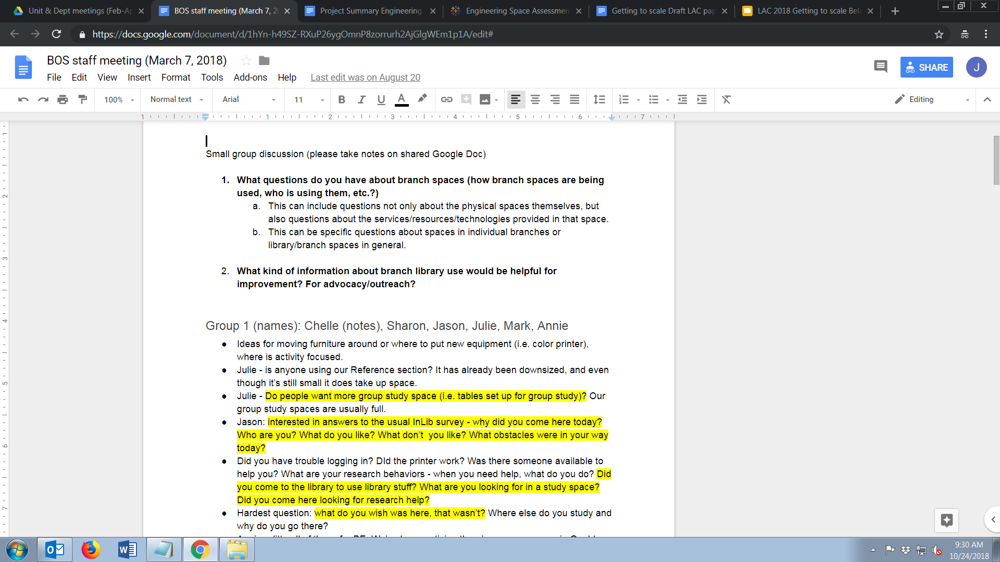 Unit & Dept meetings (Feb-Ap
BOS staff meeting (March 7, 2
Project Summary Engineering
Engineering Space Assessmen
Getting to scale Draft LAC pap
LAC 2018 Getting to scale Bela
https://docs.google.com/document/d/1hYn-h49SZ-RXuP26ygOmnP8zorrurh2AjGlgWEm1p1A/edit#
BOS staff meeting (March 7, 2018)
SHARE
J
File Edit View Insert Format Tools Add-ons Help Last edit was on August 20
100% Normal text Arial 11 B I U A Editing
1 1 2 3 4 5 6 7
1
2
3
4
5
6
7
Small group discussion (please take notes on shared Google Doc)
1. What questions do you have about branch spaces (how branch spaces are being
used, who is using them, etc.?)
a. This can include questions not only about the physical spaces themselves, but
also questions about the services/resources/technologies provided in that space.
b. This can be specific questions about spaces in individual branches or
library/branch spaces in general.
2. What kind of information about branch library use would be helpful for
improvement? For advocacy/outreach?
Group 1 (names): Chelle (notes), Sharon, Jason, Julie, Mark, Annie
● Ideas for moving furniture around or where to put new equipment (i.e. color printer),
where is activity focused.
● Julie - is anyone using our Reference section? It has already been downsized, and even
though it's still small it does take up space.
● Julie - Do people want more group study space (i.e. tables set up for group study)? Our
group study spaces are usually full.
● Jason: interested in answers to the usual InLib survey - why did you come here today?
Who are you? What do you like? What don't  you like? What obstacles were in your way
today?
● Did you have trouble logging in? DId the printer work? Was there someone available to
help you? What are your research behaviors - when you need help, what do you do? Did
you come to the library to use library stuff? What are you looking for in a study space?
Did you come here looking for research help?
● Hardest question: what do you wish was here, that wasn't? Where else do you study and
why do you go there?
9:30 AM
10/24/2018